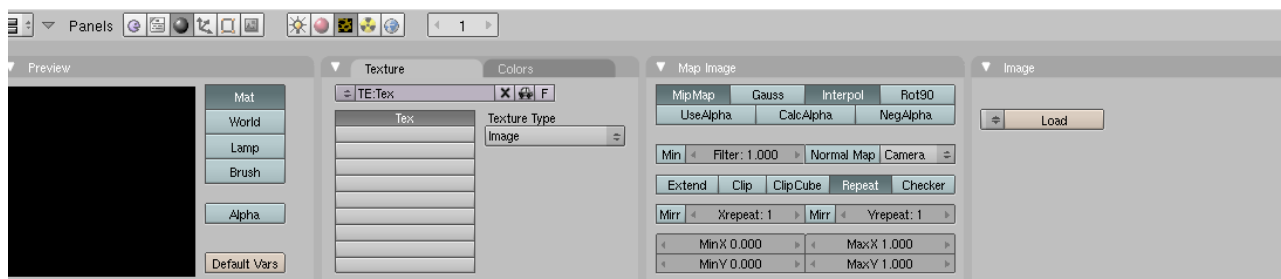 Panels 1
Preview
Mat
World
Lamp
Brush
Alpha
Default Vars
Texture Colors
TE:Tex F
Tex
Texture Type
Image
Map Image
MipMap Gauss Interpol Rot90
UseAlpha CalcAlpha NegAlpha
Min Filter: 1.000 Normal Map Camera
Extend Clip ClipCube Repeat Checker
Mirr Xrepeat: 1 Mirr Yrepeat: 1
MinX 0.000 MaxX 1.000
MinY 0.000 MaxY 1.000
Image
Load